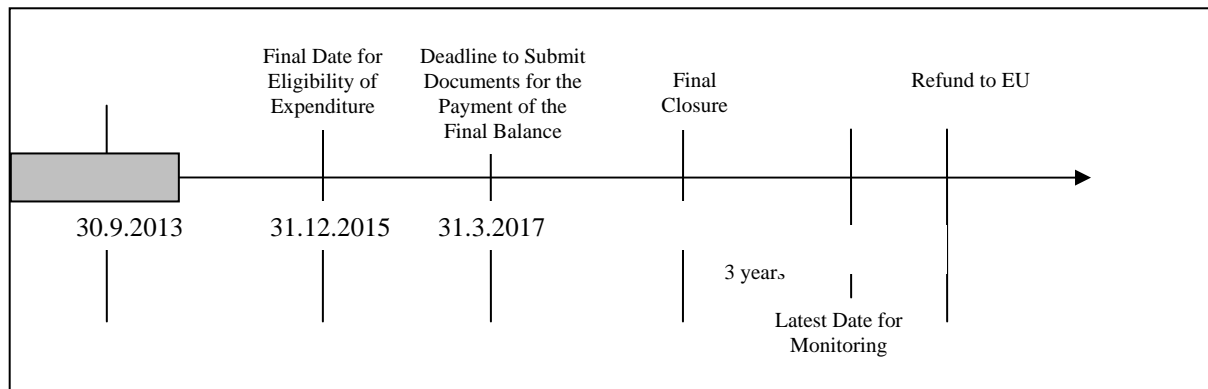 Final Date for
Eligibility of
Expenditure
Deadline to Submit
Documents for the
Payment of the
Final Balance
Final
Closure
Refund to EU
30.9.2013
31.12.2015
31.3.2017
3 years
Latest Date for
Monitoring